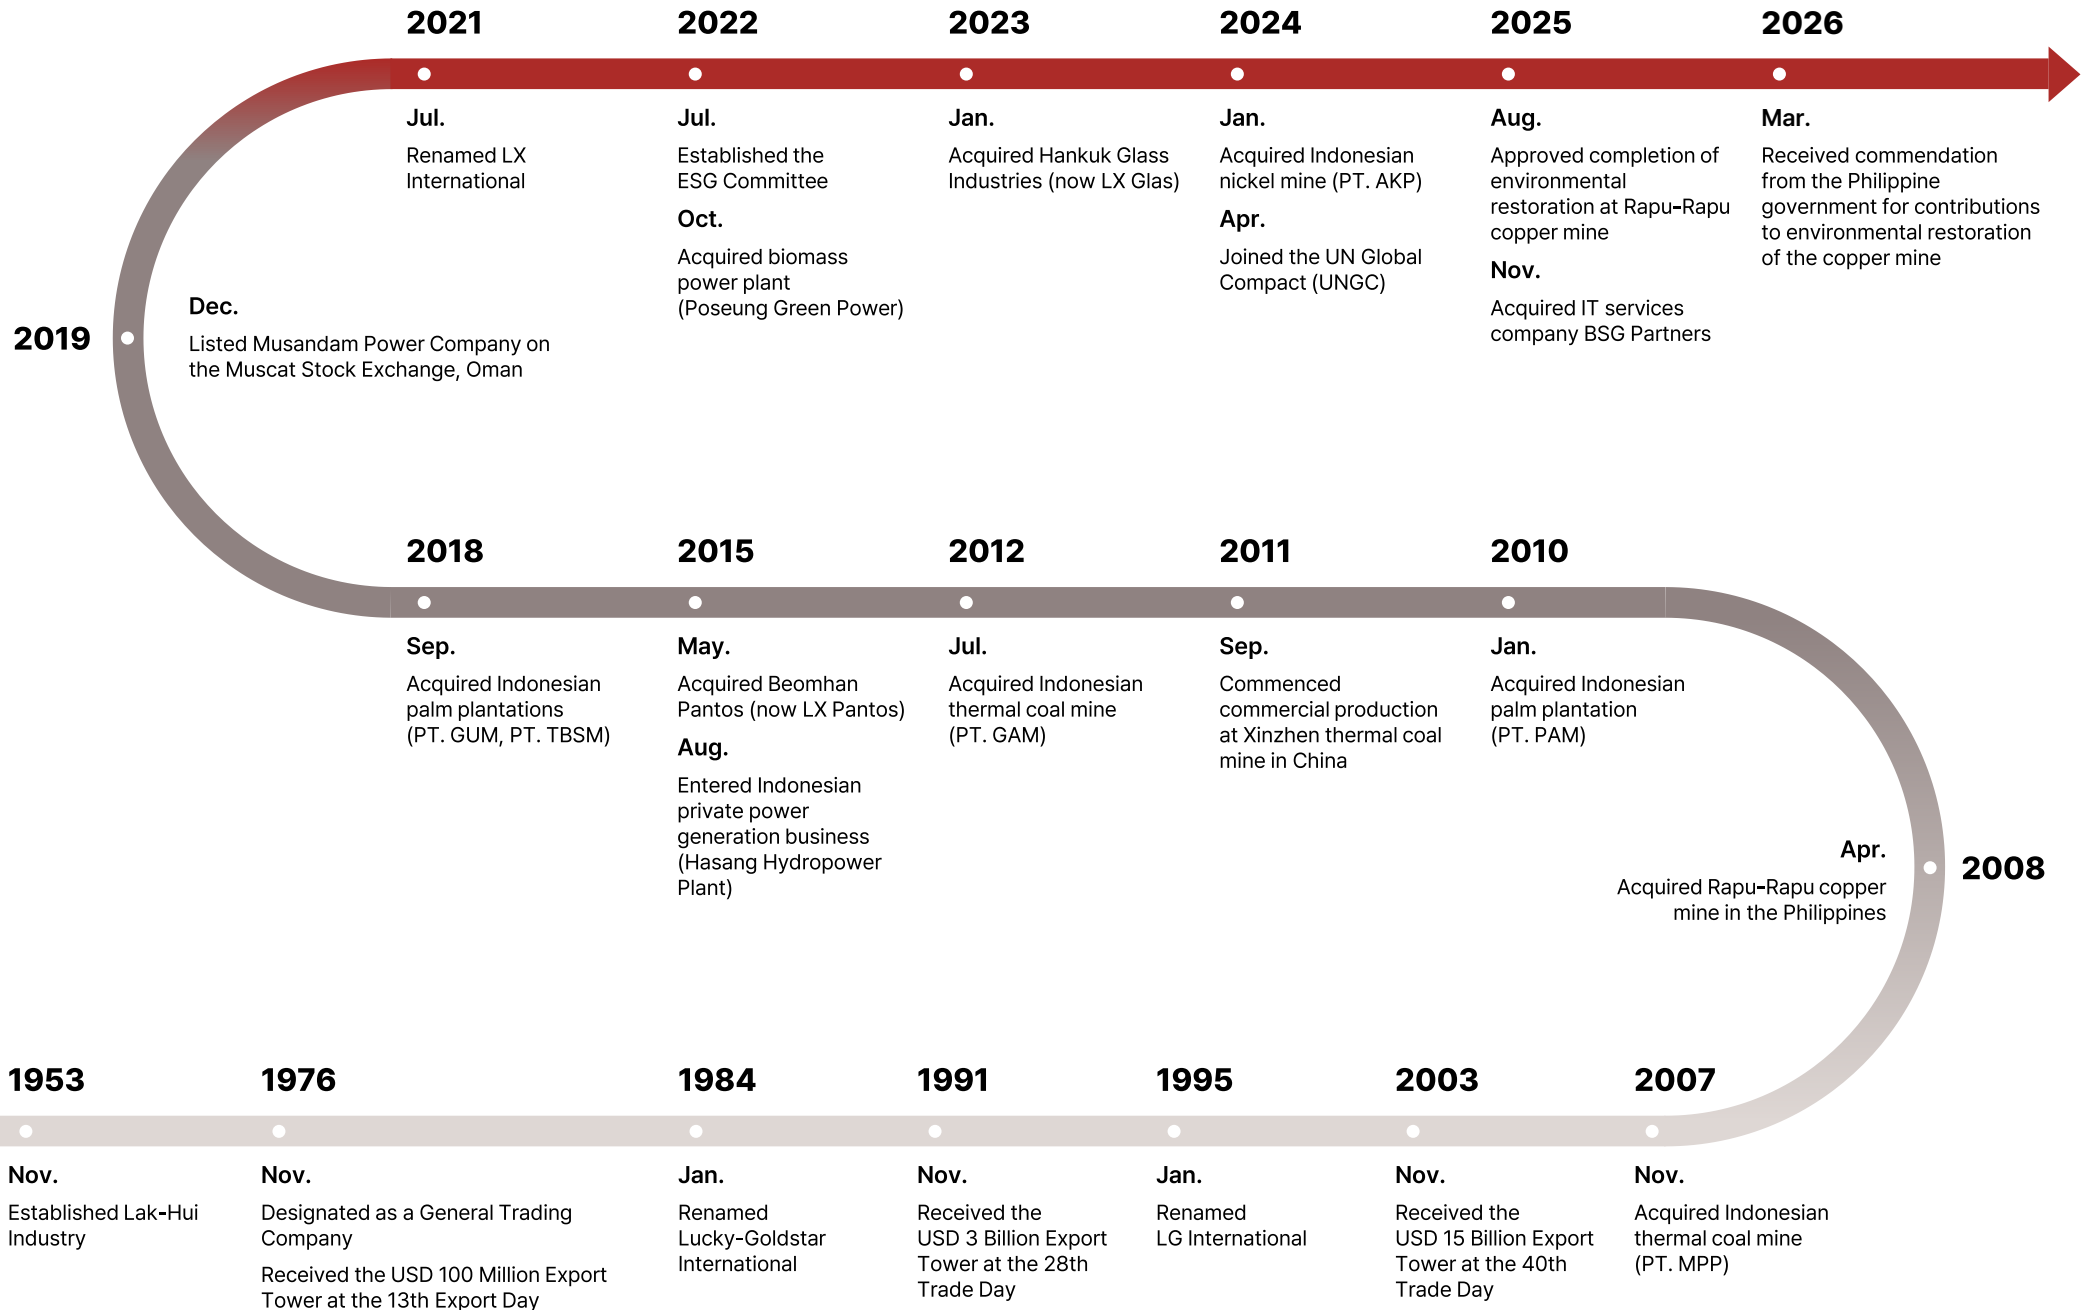 2021
Jul.
Renamed LX
International
2022
Jul.
Established the
ESG Committee
Oct.
Acquired biomass
power plant
(Poseung Green Power)
2023
Jan.
Acquired Hankuk Glass
Industries (now LX Glas)
2024
Jan.
Acquired Indonesian
nickel mine (PT. AKP)
Apr.
Joined the UN Global
Compact (UNGC)
2025
Aug.
Approved completion of
environmental
restoration at Rapu-Rapu
copper mine
Nov.
Acquired IT services
company BSG Partners
2026
Mar.
Received commendation
from the Philippine
government for contributions
to environmental restoration
of the copper mine
2019
Dec.
Listed Musandam Power Company on
the Muscat Stock Exchange, Oman
2018
Sep.
Acquired Indonesian
palm plantations
(PT. GUM, PT. TBSM)
2015
May.
Acquired Beomhan
Pantos (now LX Pantos)
Aug.
Entered Indonesian
private power
generation business
(Hasang Hydropower
Plant)
2012
Jul.
Acquired Indonesian
thermal coal mine
(PT. GAM)
2011
Sep.
Commenced
commercial production
at Xinzhen thermal coal
mine in China
2010
Jan.
Acquired Indonesian
palm plantation
(PT. PAM)
2008
Apr.
Acquired Rapu-Rapu copper
mine in the Philippines
1953
Nov.
Established Lak-Hui
Industry
1976
Nov.
Designated as a General Trading
Company
Received the USD 100 Million Export
Tower at the 13th Export Day
1984
Jan.
Renamed
Lucky-Goldstar
International
1991
Nov.
Received the
USD 3 Billion Export
Tower at the 28th
Trade Day
1995
Jan.
Renamed
LG International
2003
Nov.
Received the
USD 15 Billion Export
Tower at the 40th
Trade Day
2007
Nov.
Acquired Indonesian
thermal coal mine
(PT. MPP)